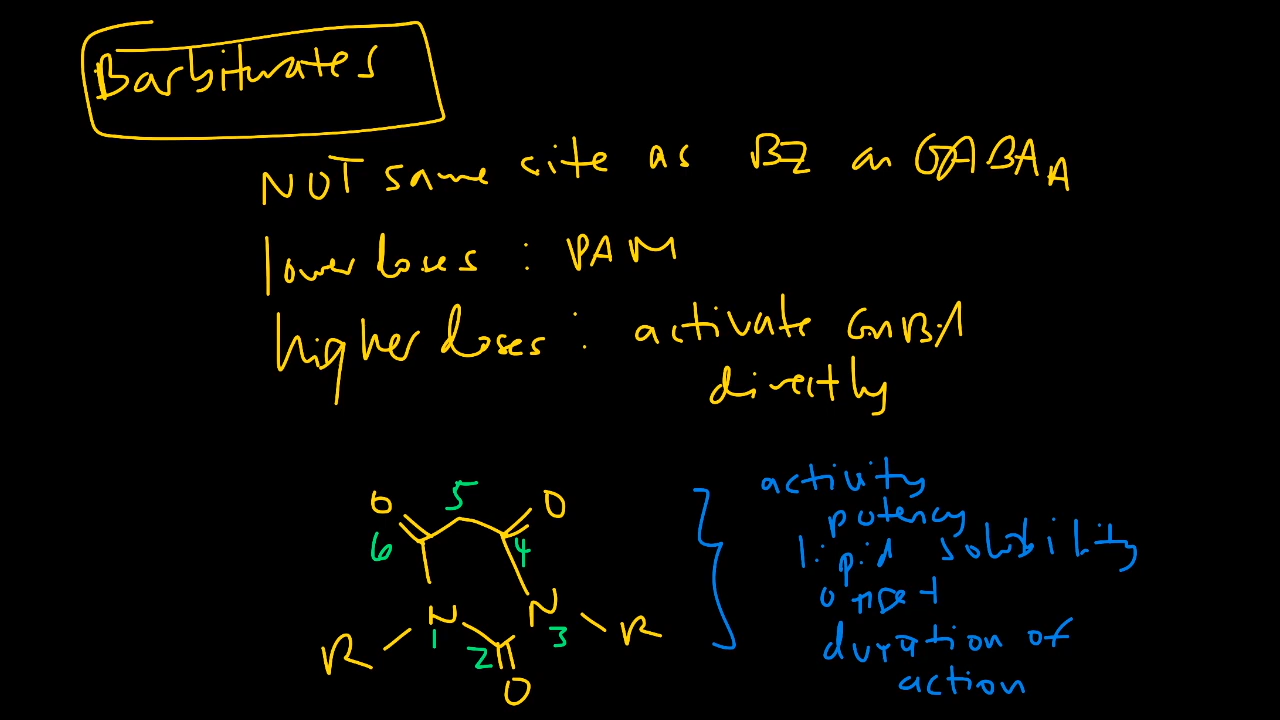 Barbiturates
NOT same site as BZ on GABA A
lower doses : PAM
higher doses : activate GABA
directly
O 5 O
6 4
N N
R 1 2 3 R
O
activity
potency
lipid solubility
onset
duration of
action